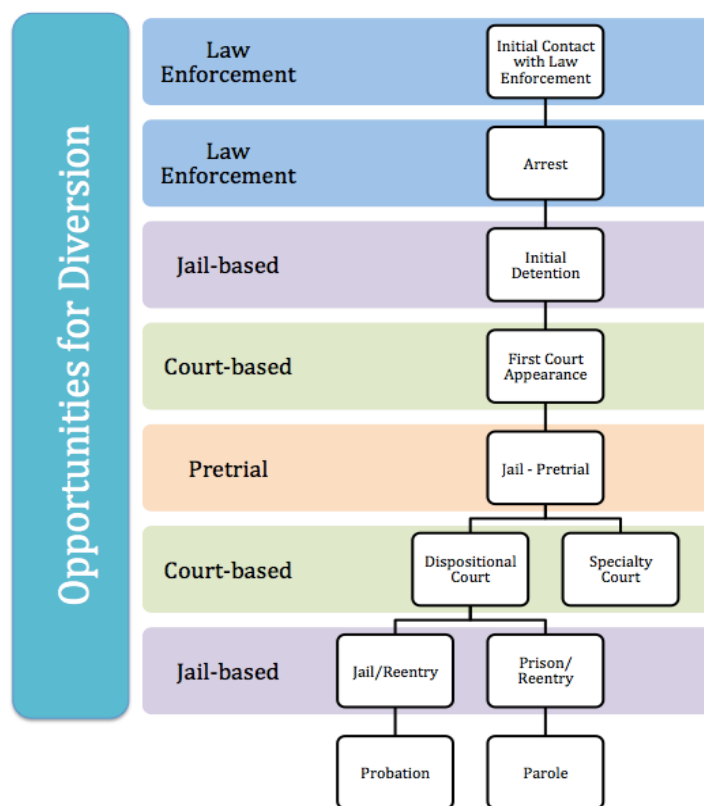 Opportunities for Diversion
Law
Enforcement
Initial Contact
with Law
Enforcement
Law
Enforcement
Arrest
Jail-based
Initial
Detention
Court-based
First Court
Appearance
Pretrial
Jail - Pretrial
Court-based
Dispositional
Court
Specialty
Court
Jail-based
Jail/Reentry
Prison/
Reentry
Probation
Parole